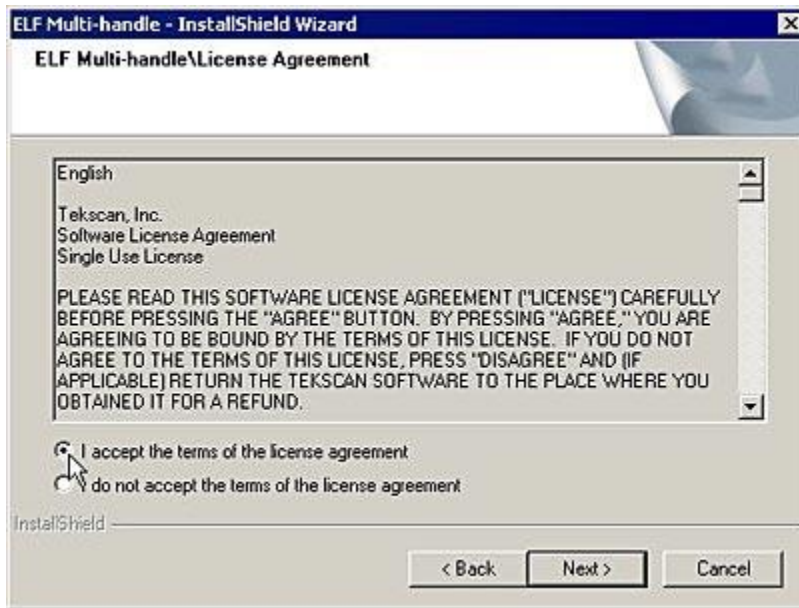 ELF Multi-handle - InstallShield Wizard
ELF Multi-handle\License Agreement
English
Tekscan, Inc.
Software License Agreement
Single Use License
PLEASE READ THIS SOFTWARE LICENSE AGREEMENT ("LICENSE") CAREFULLY
BEFORE PRESSING THE "AGREE" BUTTON.  BY PRESSING "AGREE," YOU ARE
AGREEING TO BE BOUND BY THE TERMS OF THIS LICENSE.  IF YOU DO NOT
AGREE TO THE TERMS OF THIS LICENSE, PRESS "DISAGREE" AND (IF
APPLICABLE) RETURN THE TEKSCAN SOFTWARE TO THE PLACE WHERE YOU
OBTAINED IT FOR A REFUND.
I accept the terms of the license agreement
I do not accept the terms of the license agreement
InstallShield
< Back Next > Cancel